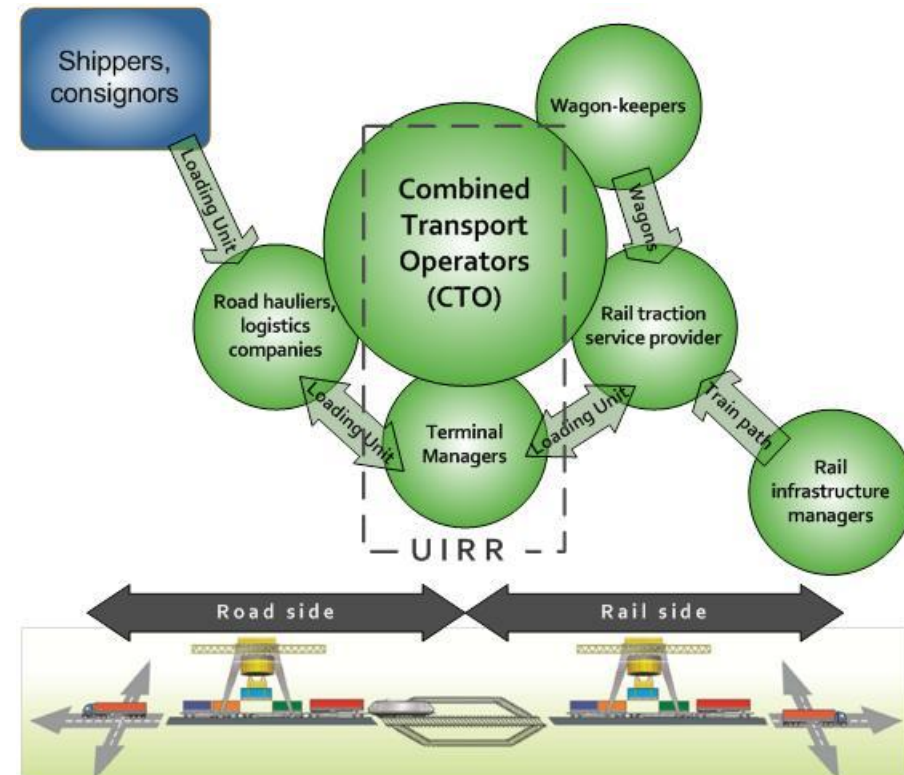 Shippers,
consignors
Wagon-keepers
Loading Unit
Combined
Transport
Operators
(CTO)
Wagons
Road hauliers,
logistics
companies
Rail traction
service provider
Loading Unit
Terminal
Managers
Loading Unit
Train path
Rail
infrastructure
managers
UIRR
Road side
Rail side